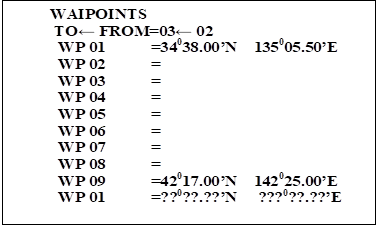 WAIPOINTS
TO← FROM=03← 02
WP 01 =34⁰38.00’N 135⁰05.50’E
WP 02 =
WP 03 =
WP 04 =
WP 05 =
WP 06 =
WP 07 =
WP 08 =
WP 09 =42⁰17.00’N 142⁰25.00’E
WP 01 =??⁰??.??’N ???⁰??.??’E